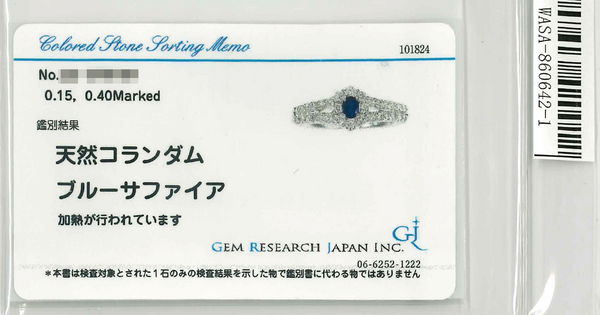 Colored Stone Sorting Memo
101824
No.
0.15, 0.40Marked
鑑別結果
天然コランダム
ブルーサファイア
加熱が行われています
GJ
GEM RESEARCH JAPAN INC.
06-6252-1222
*本書は検査対象とされた1石のみの検査結果を示した物で鑑別書に代わる物ではありません
WASA-860642-1